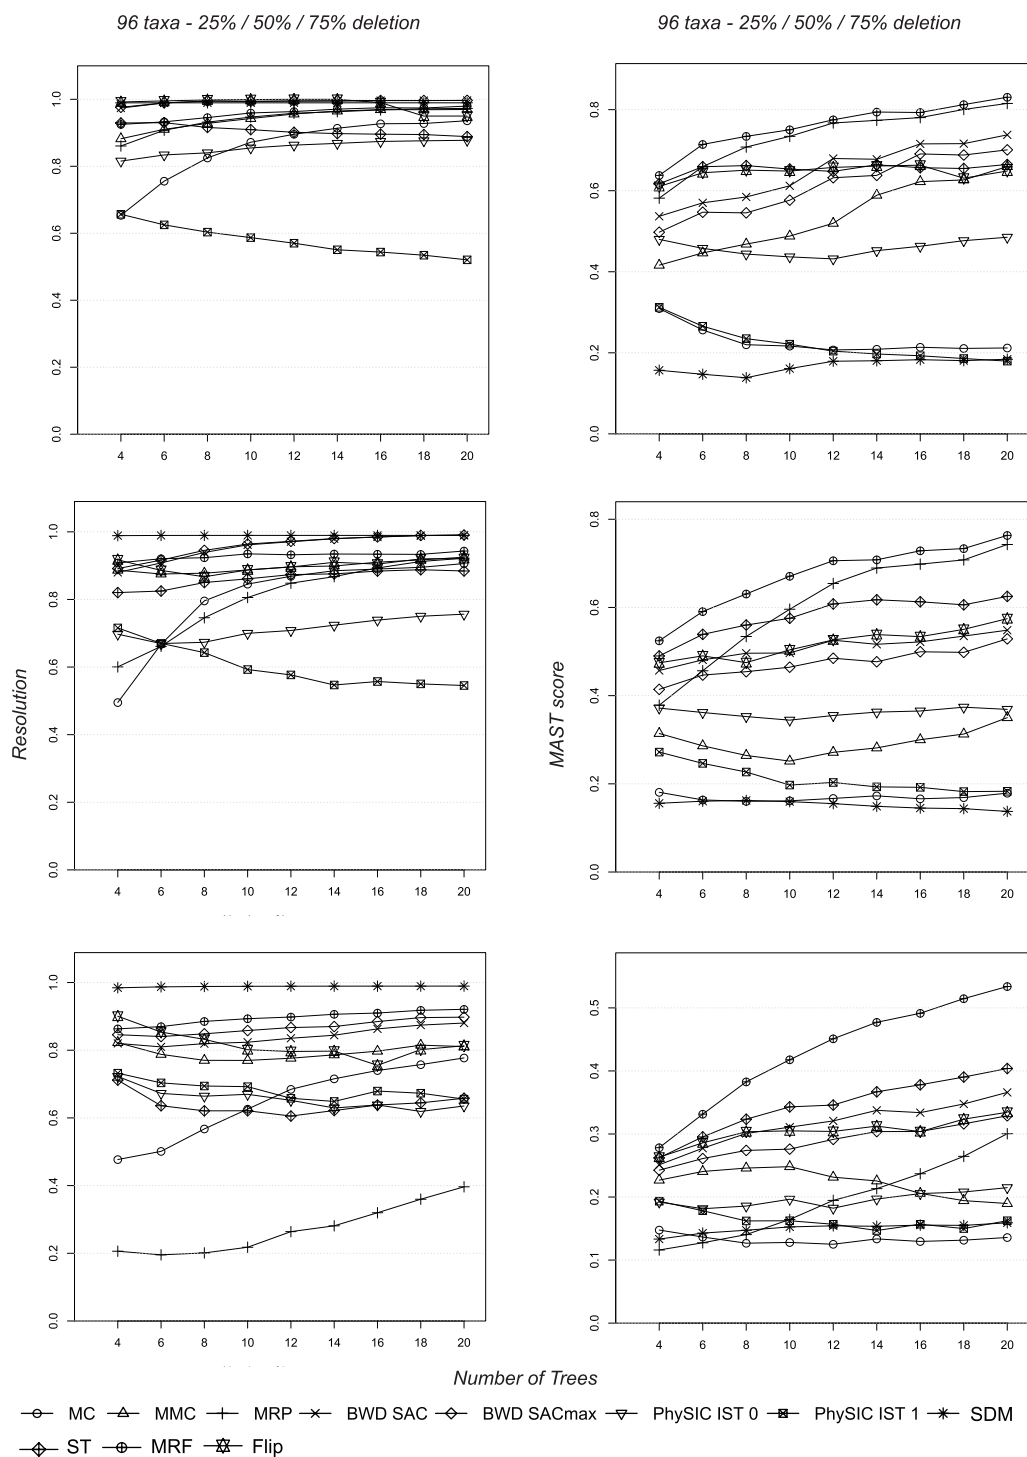 96 taxa - 25% / 50% / 75% deletion
96 taxa - 25% / 50% / 75% deletion
1.0
0.8
0.6
0.4
0.2
0.0
4 6 8 10 12 14 16 18 20
0.8
0.6
0.4
0.2
0.0
4 6 8 10 12 14 16 18 20
Resolution
1.0
0.8
0.6
0.4
0.2
0.0
4 6 8 10 12 14 16 18 20
MAST score
0.8
0.6
0.4
0.2
0.0
4 6 8 10 12 14 16 18 20
1.0
0.8
0.6
0.4
0.2
0.0
4 6 8 10 12 14 16 18 20
0.5
0.4
0.3
0.2
0.1
0.0
4 6 8 10 12 14 16 18 20
Number of Trees
MC MMC MRP BWD SAC BWD SACmax PhySIC IST 0 PhySIC IST 1 SDM
ST MRF Flip